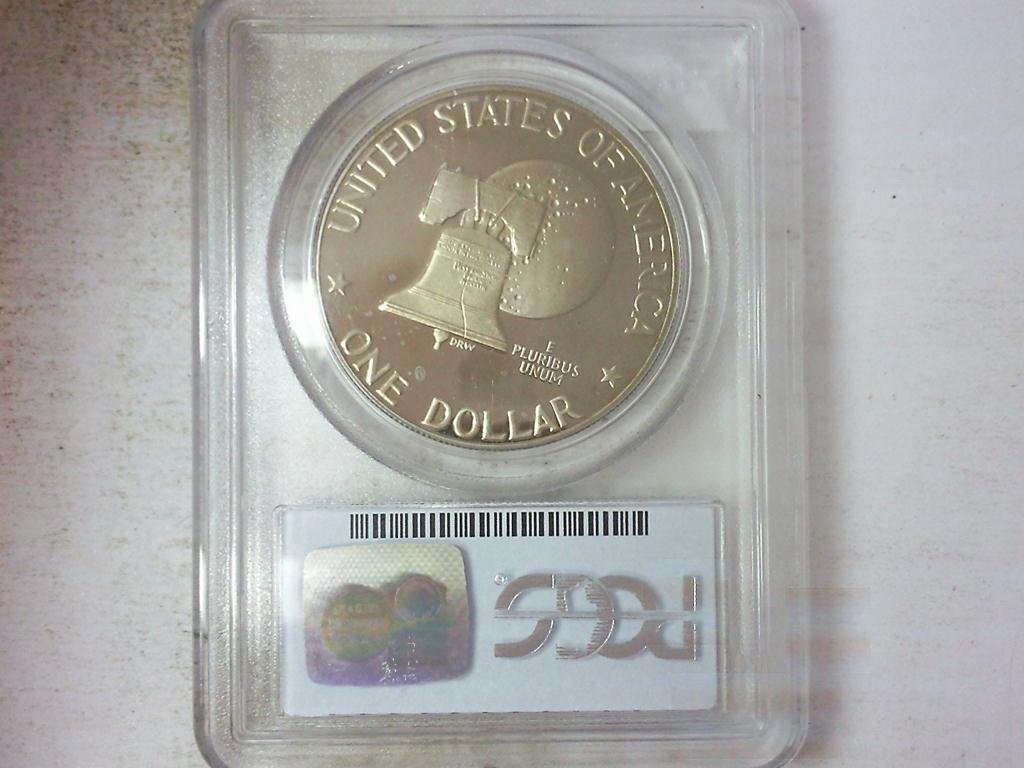 UNITED STATES OF AMERICA
DRW
E
PLURIBUS
UNUM
ONE DOLLAR
PCGS